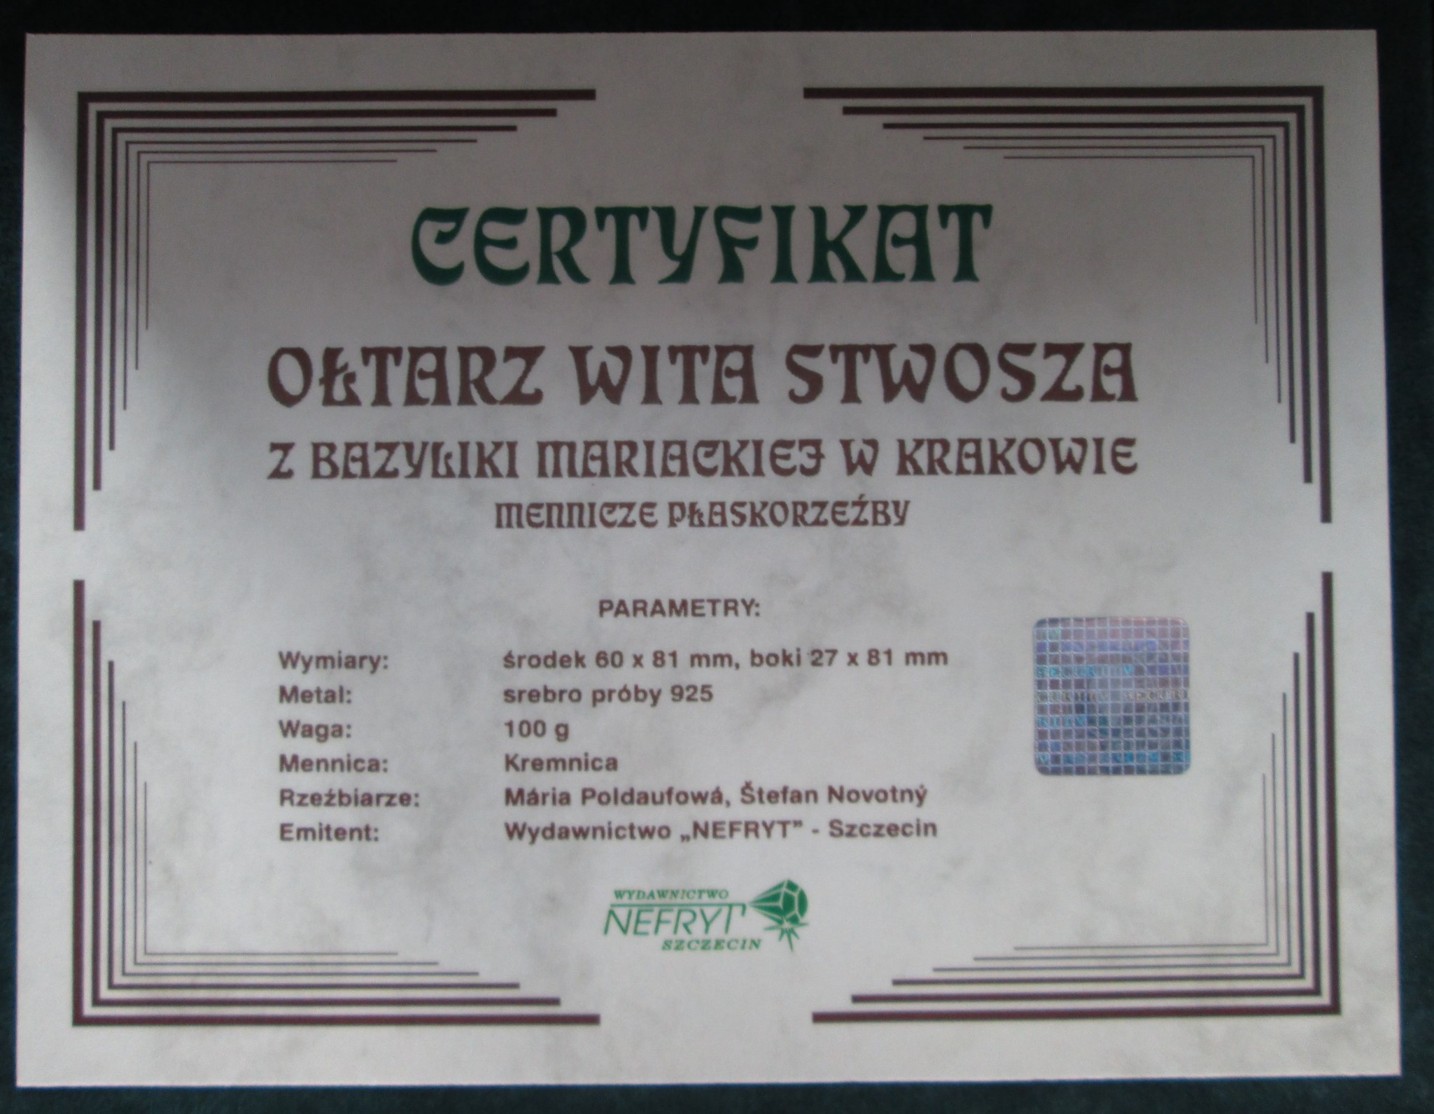 CERTYFIKAT
OŁTARZ WITA STWOSZA
Z BAZYLIKI MARIACKIEJ W KRAKOWIE
MENNICZE PŁASKORZEŹBY
PARAMETRY:
Wymiary: środek 60 x 81 mm, boki 27 x 81 mm
Metal: srebro próby 925
Waga: 100 g
Mennica: Kremnica
Rzeźbiarze: Mária Poldaufowá, Štefan Novotný
Emitent: Wydawnictwo „NEFRYT” - Szczecin
WYDAWNICTWO
NEFRYT
SZCZECIN